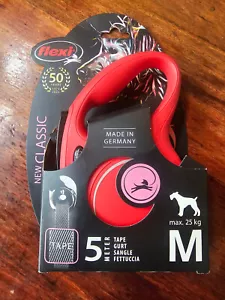 flexi
50
NEW CLASSIC
MADE IN
GERMANY
max. 25 kg
TAPE
5
METER
TAPE
GURT
SANGLE
FETTUCCIA
M